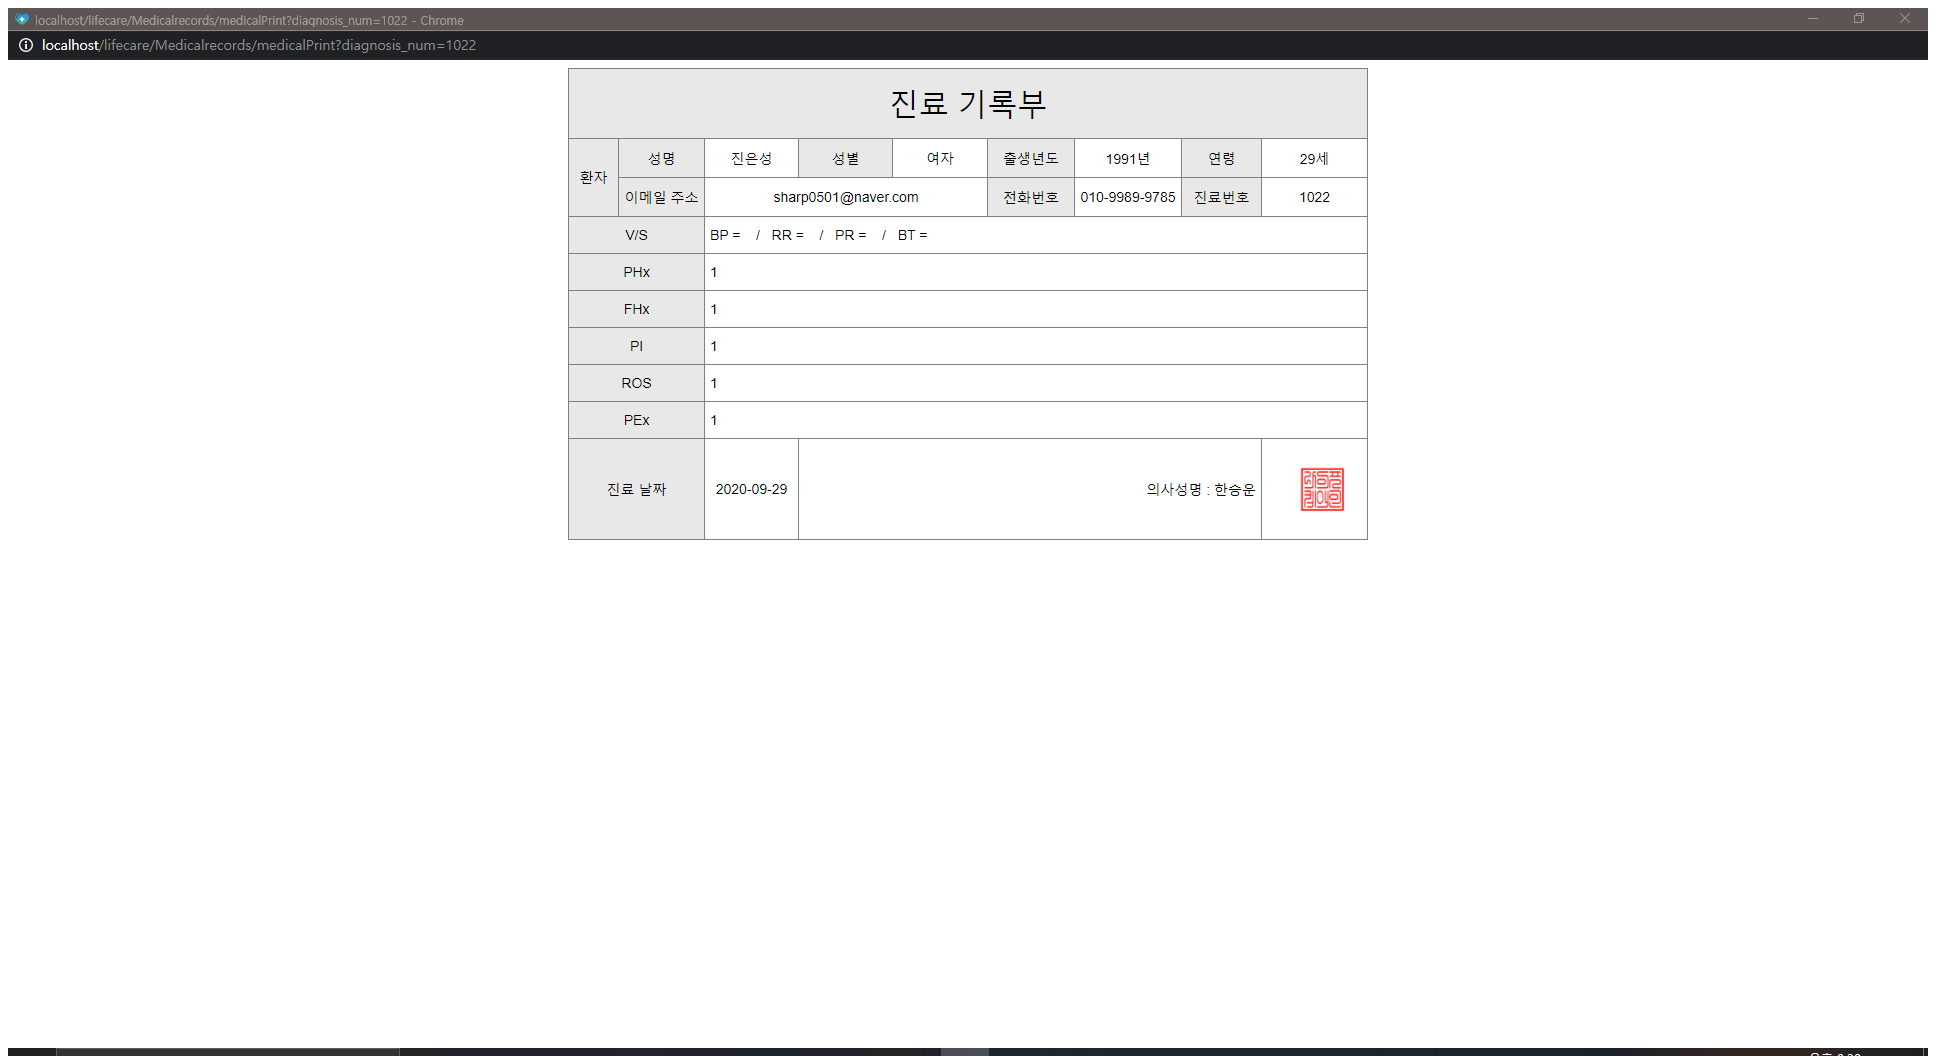 localhost/lifecare/Medicalrecords/medicalPrint?diagnosis_num=1022 - Chrome
localhost/lifecare/Medicalrecords/medicalPrint?diagnosis_num=1022
진료 기록부
환자
성명 진은성 성별 여자 출생년도 1991년 연령 29세
이메일 주소 sharp0501@naver.com 전화번호 010-9989-9785 진료번호 1022
V/S BP = / RR = / PR = / BT =
PHx 1
FHx 1
PI 1
ROS 1
PEx 1
진료 날짜 2020-09-29 의사성명 : 한승운